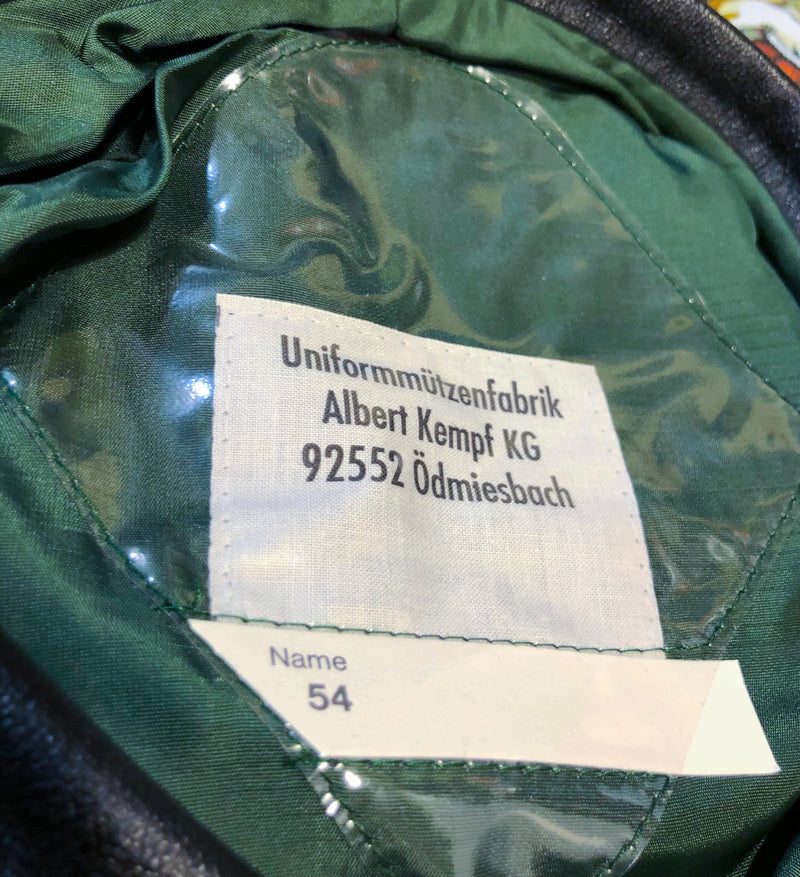 Uniformmützenfabrik
Albert Kempf KG
92552 Ödmiesbach
Name
54